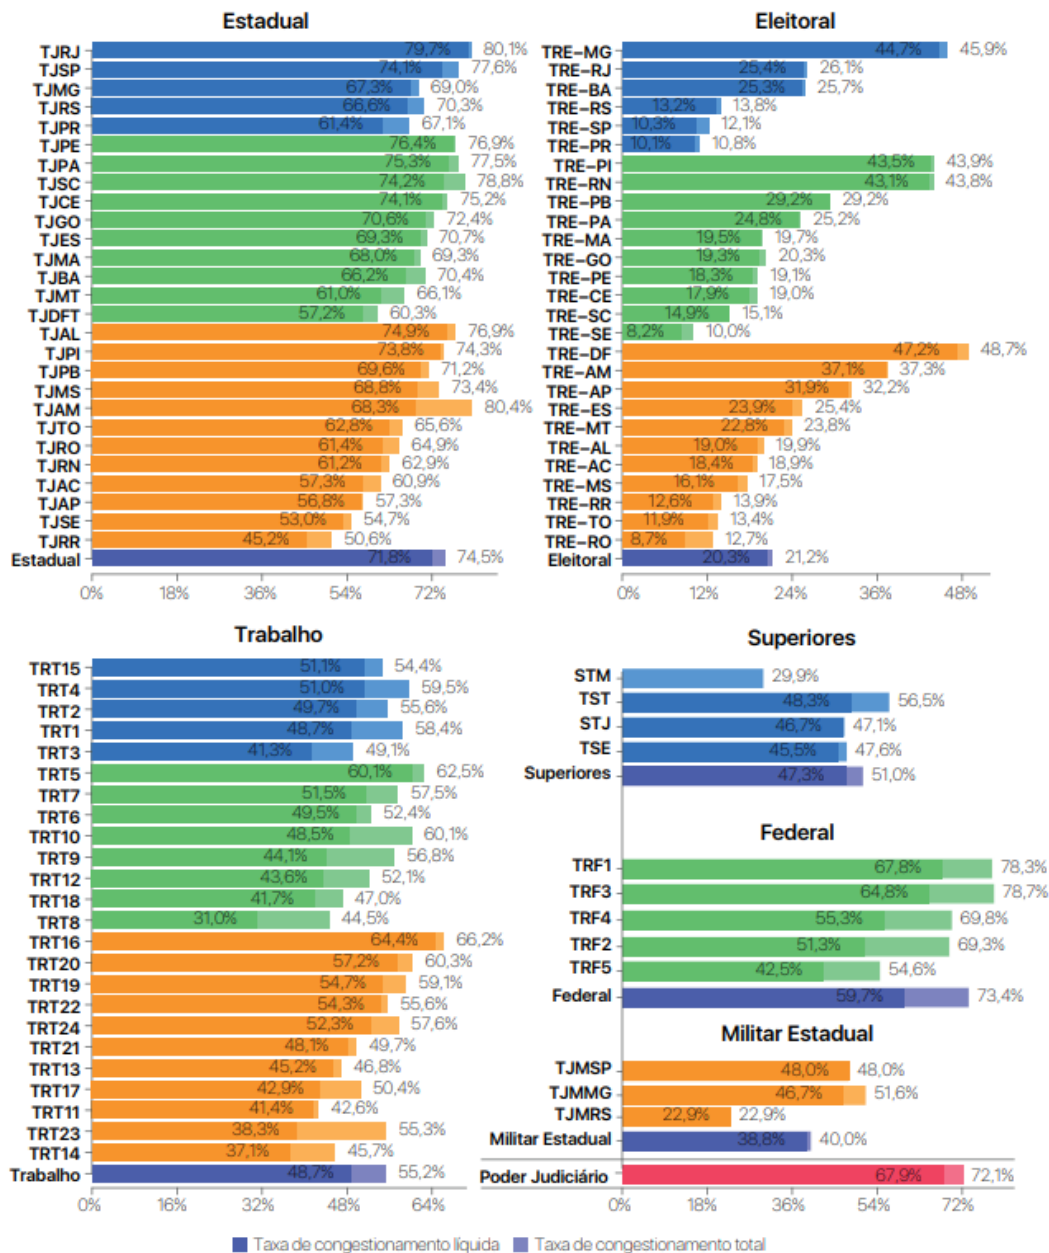 Estadual
TJRJ 79,7% 80,1%
TJSP 74,1% 77,6%
TJMG 67,3% 69,0%
TJRS 66,6% 70,3%
TJPR 61,4% 67,1%
TJPE 76,4% 76,9%
TJPA 75,3% 77,5%
TJSC 74,2% 78,8%
TJCE 74,1% 75,2%
TJGO 70,6% 72,4%
TJES 69,3% 70,7%
TJMA 68,0% 69,3%
TJBA 66,2% 70,4%
TJMT 61,0% 66,1%
TJDFT 57,2% 60,3%
TJAL 74,9% 76,9%
TJPI 73,8% 74,3%
TJPB 69,6% 71,2%
TJMS 68,8% 73,4%
TJAM 68,3% 80,4%
TJTO 62,8% 65,6%
TJRO 61,4% 64,9%
TJRN 61,2% 62,9%
TJAC 57,3% 60,9%
TJAP 56,8% 57,3%
TJSE 53,0% 54,7%
TJRR 45,2% 50,6%
Estadual 71,8% 74,5%
0% 18% 36% 54% 72%
Eleitoral
TRE–MG 44,7% 45,9%
TRE–RJ 25,4% 26,1%
TRE–BA 25,3% 25,7%
TRE–RS 13,2% 13,8%
TRE–SP 10,3% 12,1%
TRE–PR 10,1% 10,8%
TRE–PI 43,5% 43,9%
TRE–RN 43,1% 43,8%
TRE–PB 29,2% 29,2%
TRE–PA 24,8% 25,2%
TRE–MA 19,5% 19,7%
TRE–GO 19,3% 20,3%
TRE–PE 18,3% 19,1%
TRE–CE 17,9% 19,0%
TRE–SC 14,9% 15,1%
TRE–SE 8,2% 10,0%
TRE–DF 47,2% 48,7%
TRE–AM 37,1% 37,3%
TRE–AP 31,9% 32,2%
TRE–ES 23,9% 25,4%
TRE–MT 22,8% 23,8%
TRE–AL 19,0% 19,9%
TRE–AC 18,4% 18,9%
TRE–MS 16,1% 17,5%
TRE–RR 12,6% 13,9%
TRE–TO 11,9% 13,4%
TRE–RO 8,7% 12,7%
Eleitoral 20,3% 21,2%
0% 12% 24% 36% 48%
Trabalho
TRT15 51,1% 54,4%
TRT4 51,0% 59,5%
TRT2 49,7% 55,6%
TRT1 48,7% 58,4%
TRT3 41,3% 49,1%
TRT5 60,1% 62,5%
TRT7 51,5% 57,5%
TRT6 49,5% 52,4%
TRT10 48,5% 60,1%
TRT9 44,1% 56,8%
TRT12 43,6% 52,1%
TRT18 41,7% 47,0%
TRT8 31,0% 44,5%
TRT16 64,4% 66,2%
TRT20 57,2% 60,3%
TRT19 54,7% 59,1%
TRT22 54,3% 55,6%
TRT24 52,3% 57,6%
TRT21 48,1% 49,7%
TRT13 45,2% 46,8%
TRT17 42,9% 50,4%
TRT11 41,4% 42,6%
TRT23 38,3% 55,3%
TRT14 37,1% 45,7%
Trabalho 48,7% 55,2%
0% 16% 32% 48% 64%
Superiores
STM 29,9%
TST 48,3% 56,5%
STJ 46,7% 47,1%
TSE 45,5% 47,6%
Superiores 47,3% 51,0%
Federal
TRF1 67,8% 78,3%
TRF3 64,8% 78,7%
TRF4 55,3% 69,8%
TRF2 51,3% 69,3%
TRF5 42,5% 54,6%
Federal 59,7% 73,4%
Militar Estadual
TJMSP 48,0% 48,0%
TJMMG 46,7% 51,6%
TJMRS 22,9% 22,9%
Militar Estadual 38,8% 40,0%
Poder Judiciário 67,9% 72,1%
0% 18% 36% 54% 72%
Taxa de congestionamento líquida Taxa de congestionamento total